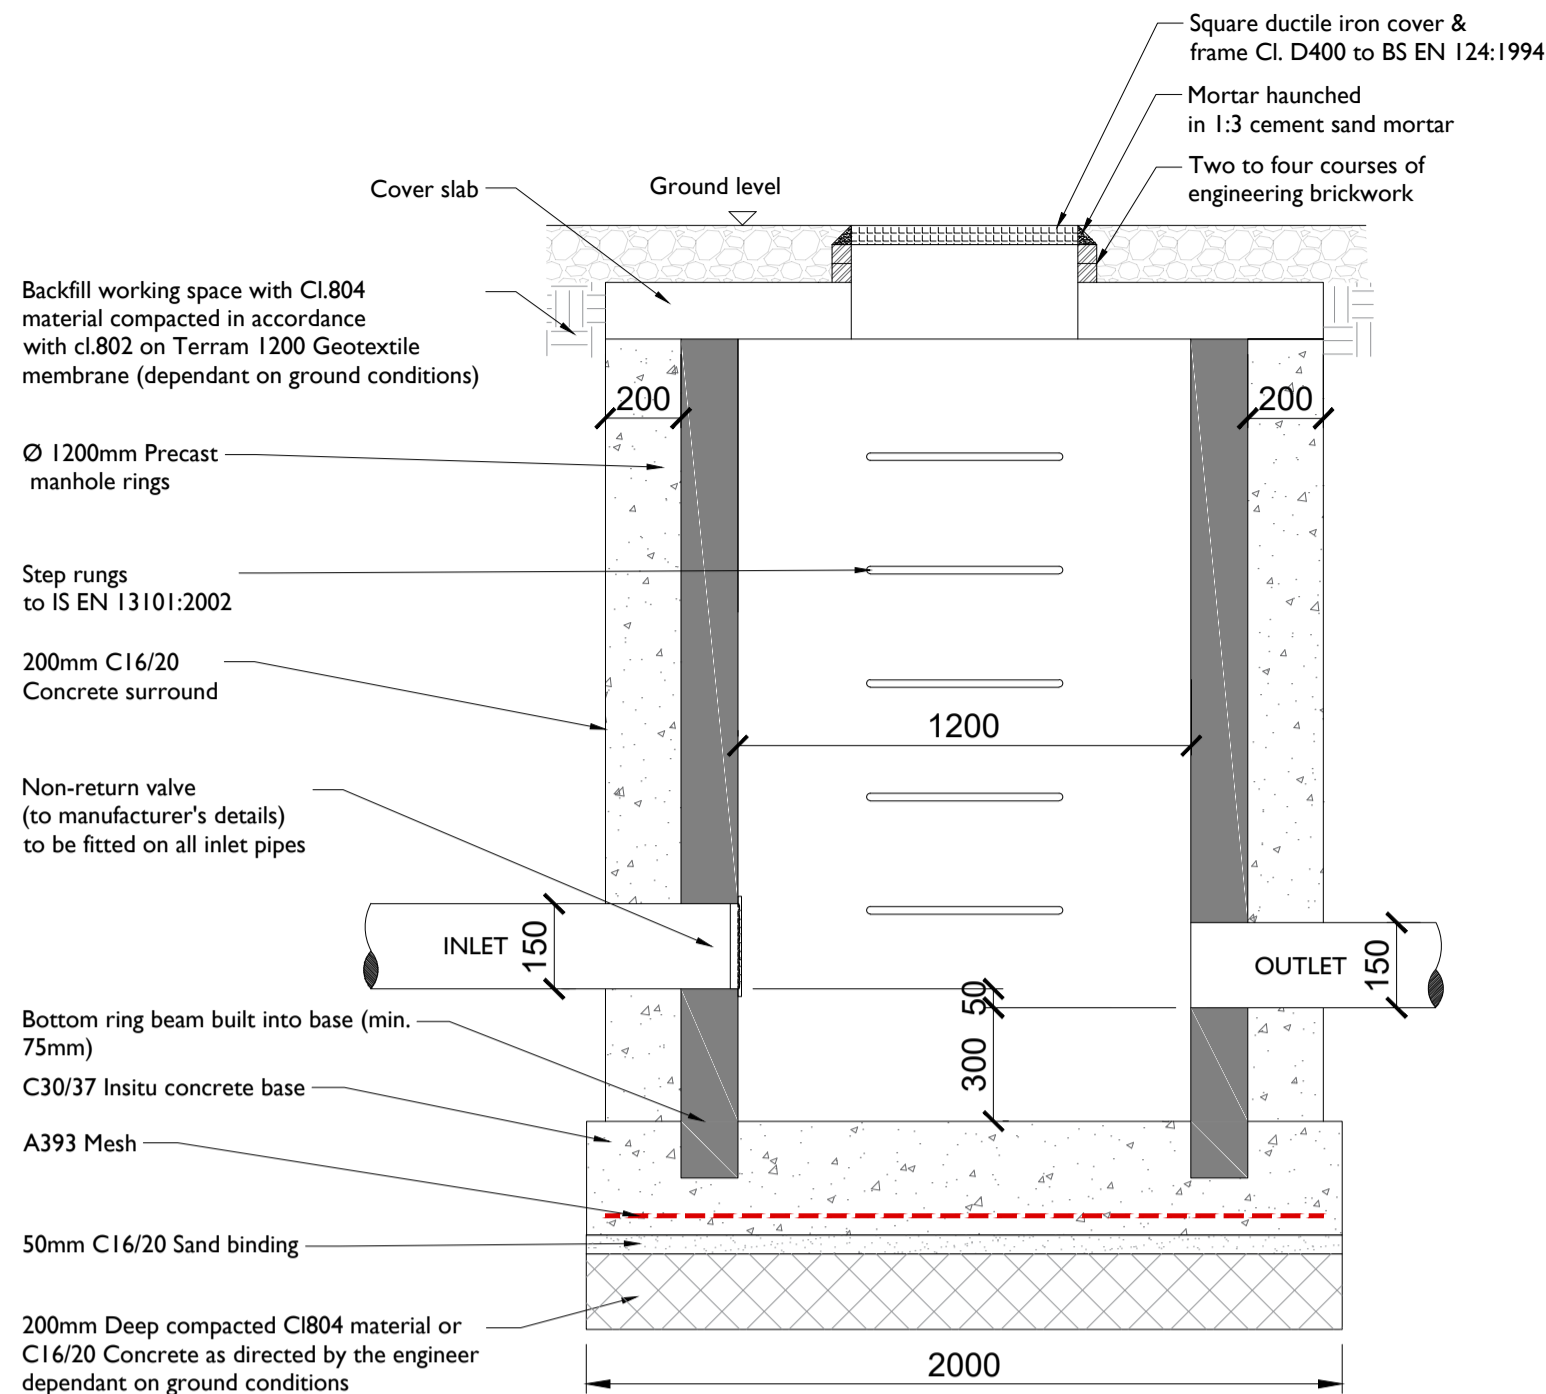 Square ductile iron cover &
frame Cl. D400 to BS EN 124:1994
Mortar haunched
in 1:3 cement sand mortar
Two to four courses of
engineering brickwork
Cover slab
Ground level
Backfill working space with Cl.804
material compacted in accordance
with cl.802 on Terram 1200 Geotextile
membrane (dependant on ground conditions)
200
200
Ø 1200mm Precast
manhole rings
Step rungs
to IS EN 13101:2002
200mm C16/20
Concrete surround
1200
Non-return valve
(to manufacturer's details)
to be fitted on all inlet pipes
INLET
150
OUTLET
150
50
300
Bottom ring beam built into base (min.
75mm)
C30/37 Insitu concrete base
A393 Mesh
50mm C16/20 Sand binding
200mm Deep compacted Cl804 material or
C16/20 Concrete as directed by the engineer
dependant on ground conditions
2000